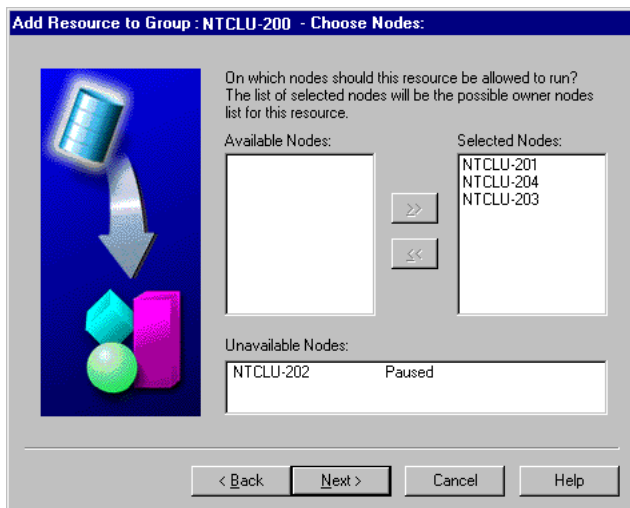 Add Resource to Group : NTCLU-200 - Choose Nodes:
On which nodes should this resource be allowed to run?
The list of selected nodes will be the possible owner nodes
list for this resource.
Available Nodes:
Selected Nodes:
NTCLU-201
NTCLU-204
NTCLU-203
>>
<<
Unavailable Nodes:
NTCLU-202 Paused
< Back Next > Cancel Help